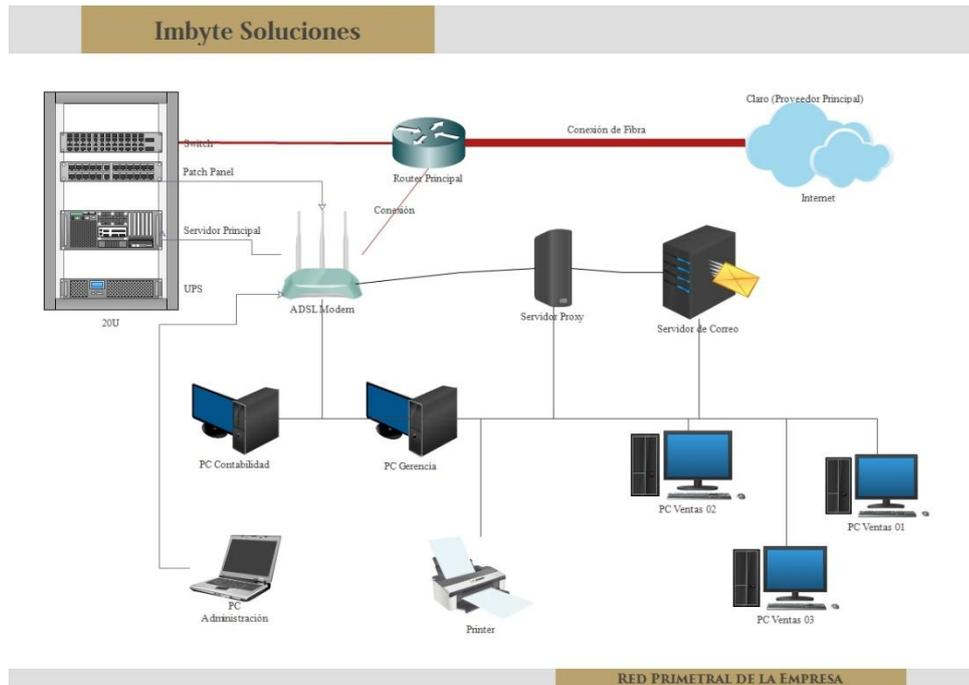 Imbyte Soluciones
Claro (Proveedor Principal)
Conexión de Fibra
Switch
Patch Panel
Router Principal
Internet
Conexión
Servidor Principal
UPS
ADSL Modem
Servidor Proxy
Servidor de Correo
20U
PC Contabilidad
PC Gerencia
PC Ventas 02
PC Ventas 01
PC
Administración
Printer
PC Ventas 03
RED PRIMETRAL DE LA EMPRESA